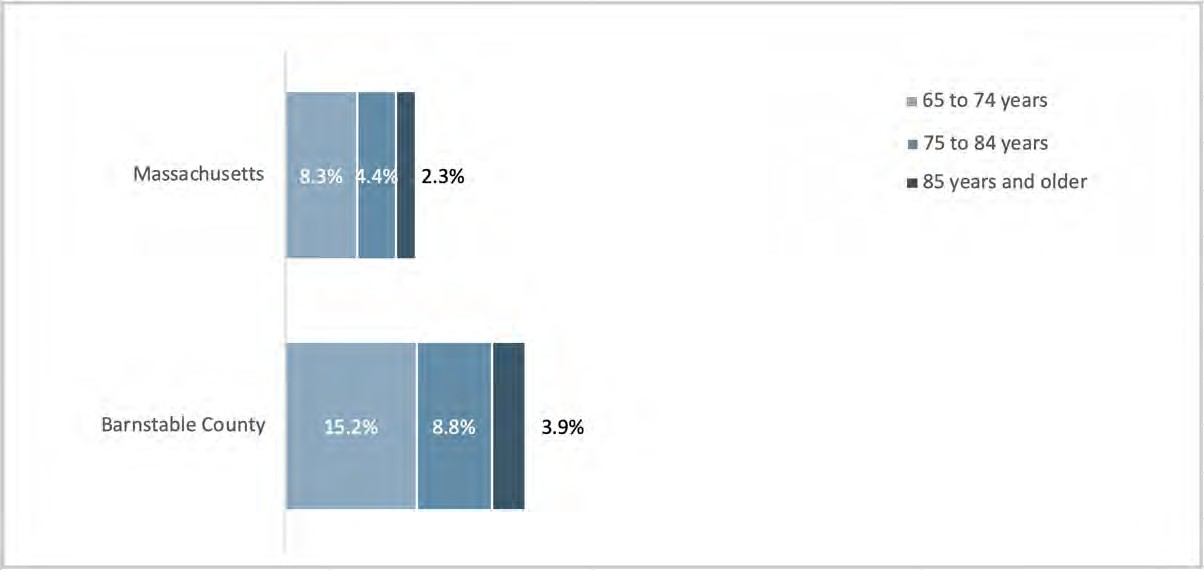 65 to 74 years
75 to 84 years
85 years and older
Massachusetts 8.3% 4.4% 2.3%
Barnstable County 15.2% 8.8% 3.9%